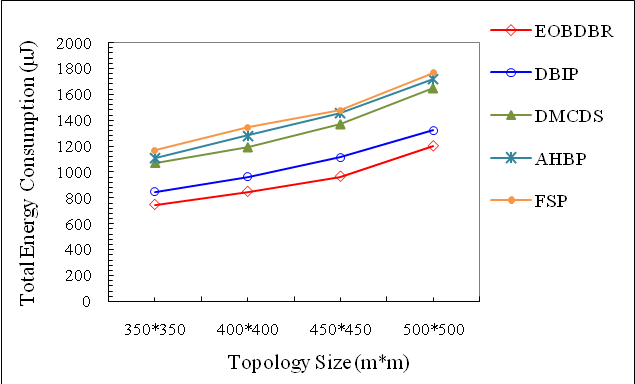 Total Energy Consumption (µJ)
2000
1800
1600
1400
1200
1000
800
600
400
200
0
350*350
400*400
450*450
500*500
Topology Size (m*m)
EOBDBR
DBIP
DMCDS
AHBP
FSP